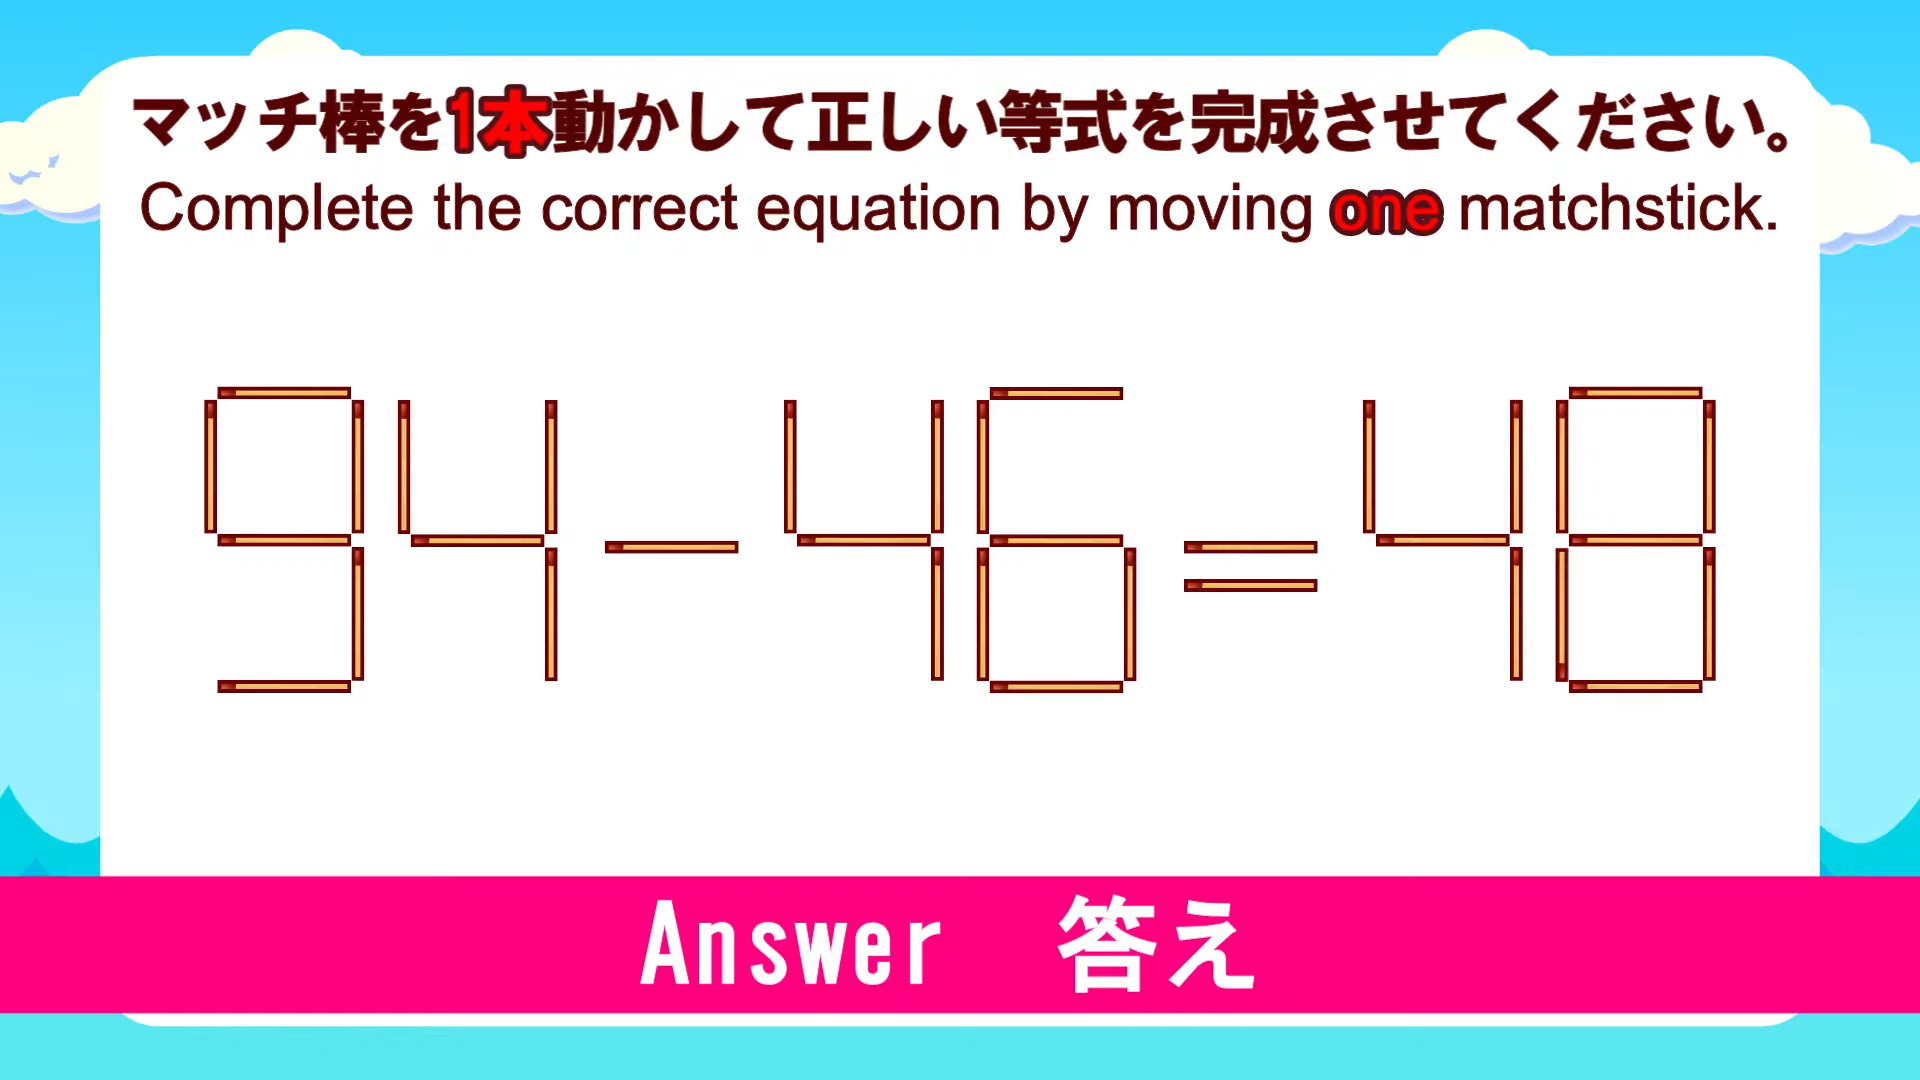 マッチ棒を1本動かして正しい等式を完成させてください。
Complete the correct equation by moving one matchstick.
94-46=48
Answer 答え